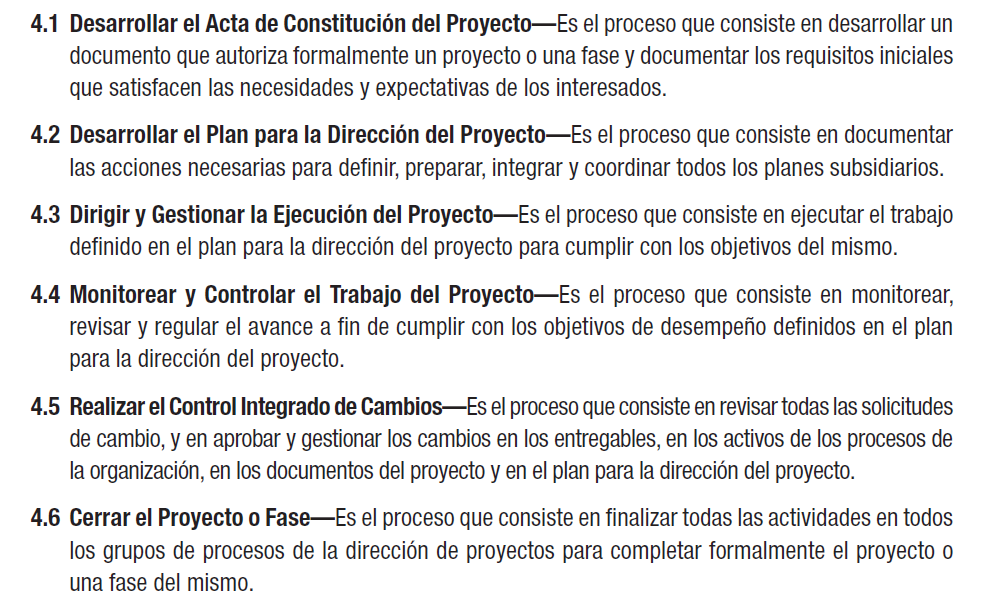 4.1 Desarrollar el Acta de Constitución del Proyecto—Es el proceso que consiste en desarrollar un
documento que autoriza formalmente un proyecto o una fase y documentar los requisitos iniciales
que satisfacen las necesidades y expectativas de los interesados.
4.2 Desarrollar el Plan para la Dirección del Proyecto—Es el proceso que consiste en documentar
las acciones necesarias para definir, preparar, integrar y coordinar todos los planes subsidiarios.
4.3 Dirigir y Gestionar la Ejecución del Proyecto—Es el proceso que consiste en ejecutar el trabajo
definido en el plan para la dirección del proyecto para cumplir con los objetivos del mismo.
4.4 Monitorear y Controlar el Trabajo del Proyecto—Es el proceso que consiste en monitorear,
revisar y regular el avance a fin de cumplir con los objetivos de desempeño definidos en el plan
para la dirección del proyecto.
4.5 Realizar el Control Integrado de Cambios—Es el proceso que consiste en revisar todas las solicitudes
de cambio, y en aprobar y gestionar los cambios en los entregables, en los activos de los procesos de
la organización, en los documentos del proyecto y en el plan para la dirección del proyecto.
4.6 Cerrar el Proyecto o Fase—Es el proceso que consiste en finalizar todas las actividades en todos
los grupos de procesos de la dirección de proyectos para completar formalmente el proyecto o
una fase del mismo.